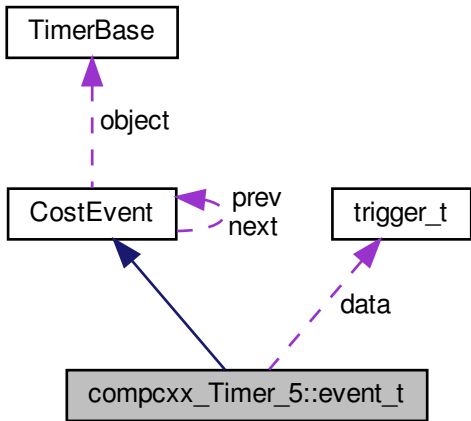 TimerBase
object
CostEvent
prev
next
trigger_t
data
compcxx_Timer_5::event_t